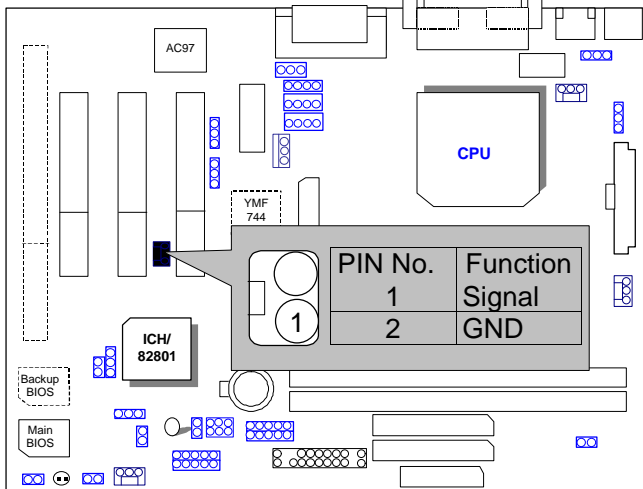 AC97
CPU
YMF
744
PIN No. Function
1 Signal
2 GND
1
ICH/
82801
Backup
BIOS
Main
BIOS